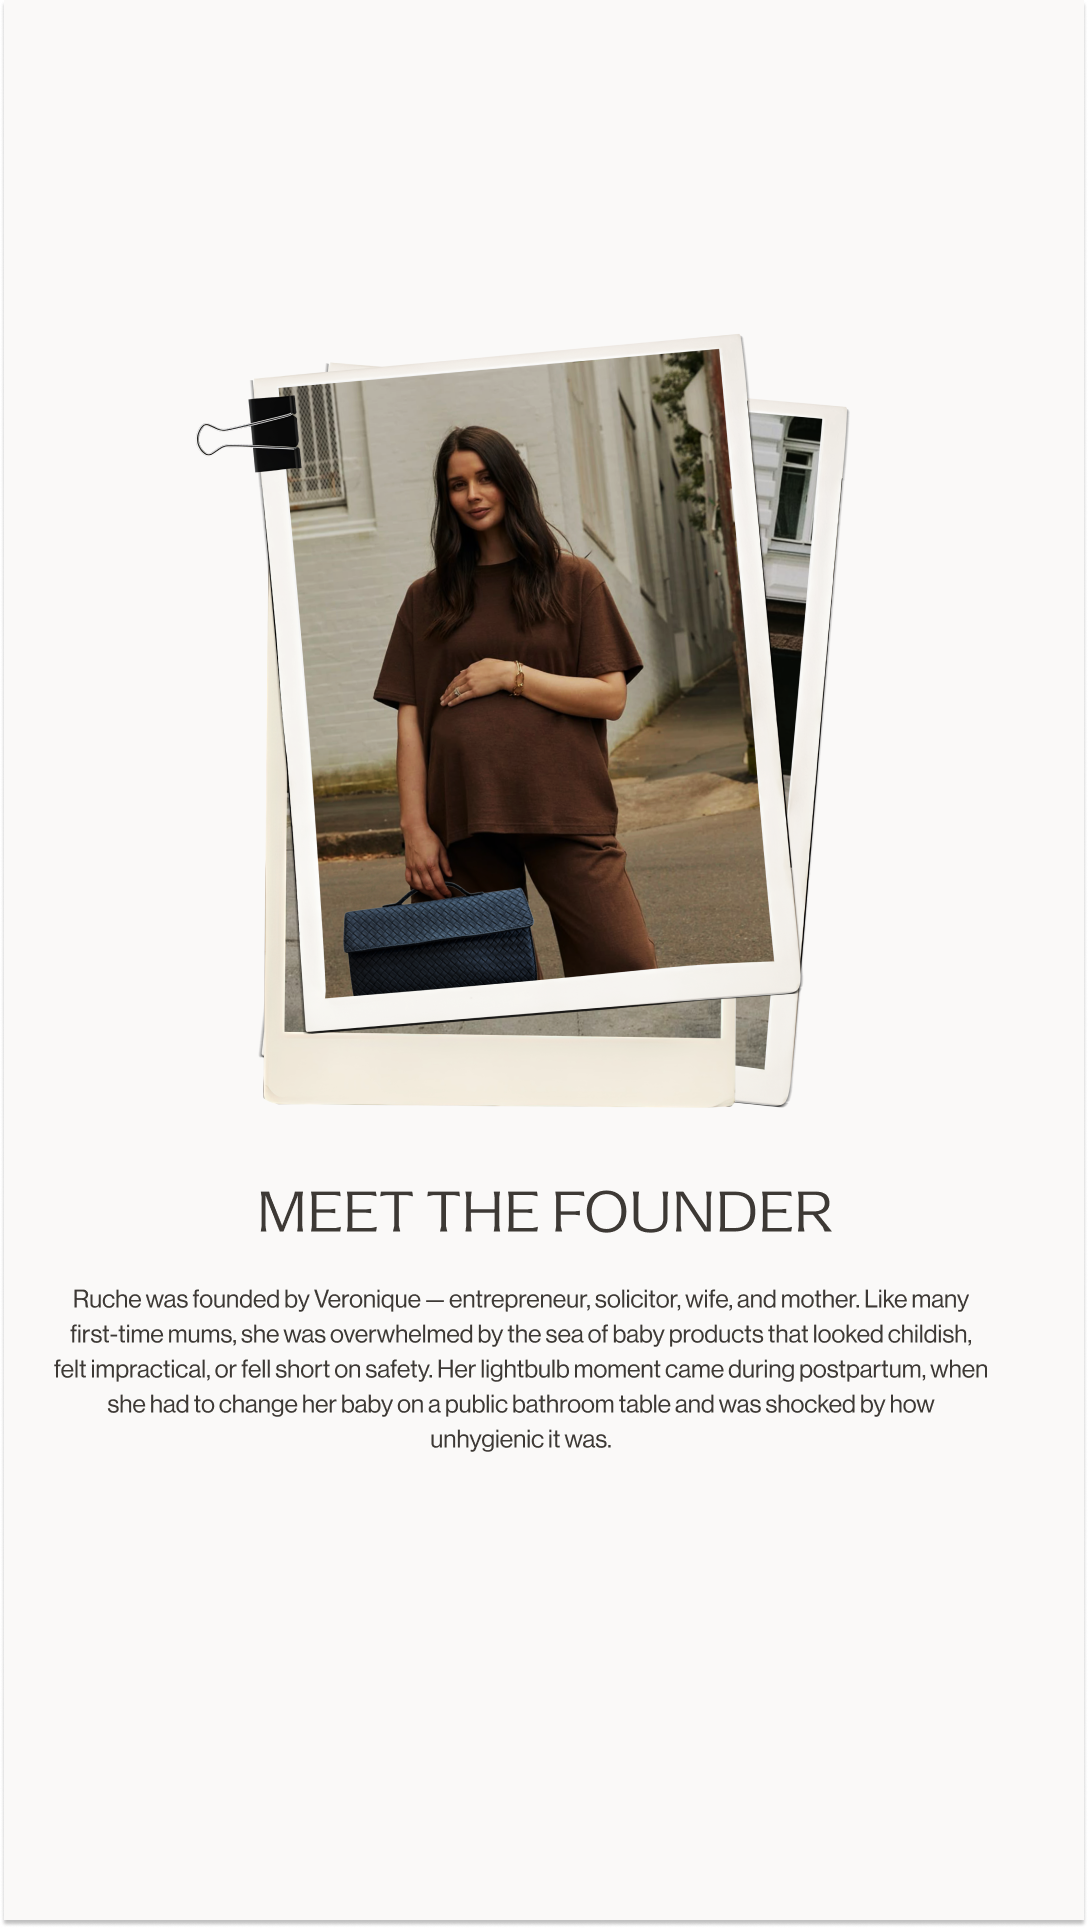 MEET THE FOUNDER
Ruche was founded by Veronique — entrepreneur, solicitor, wife, and mother. Like many
first-time mums, she was overwhelmed by the sea of baby products that looked childish,
felt impractical, or fell short on safety. Her lightbulb moment came during postpartum, when
she had to change her baby on a public bathroom table and was shocked by how
unhygienic it was.